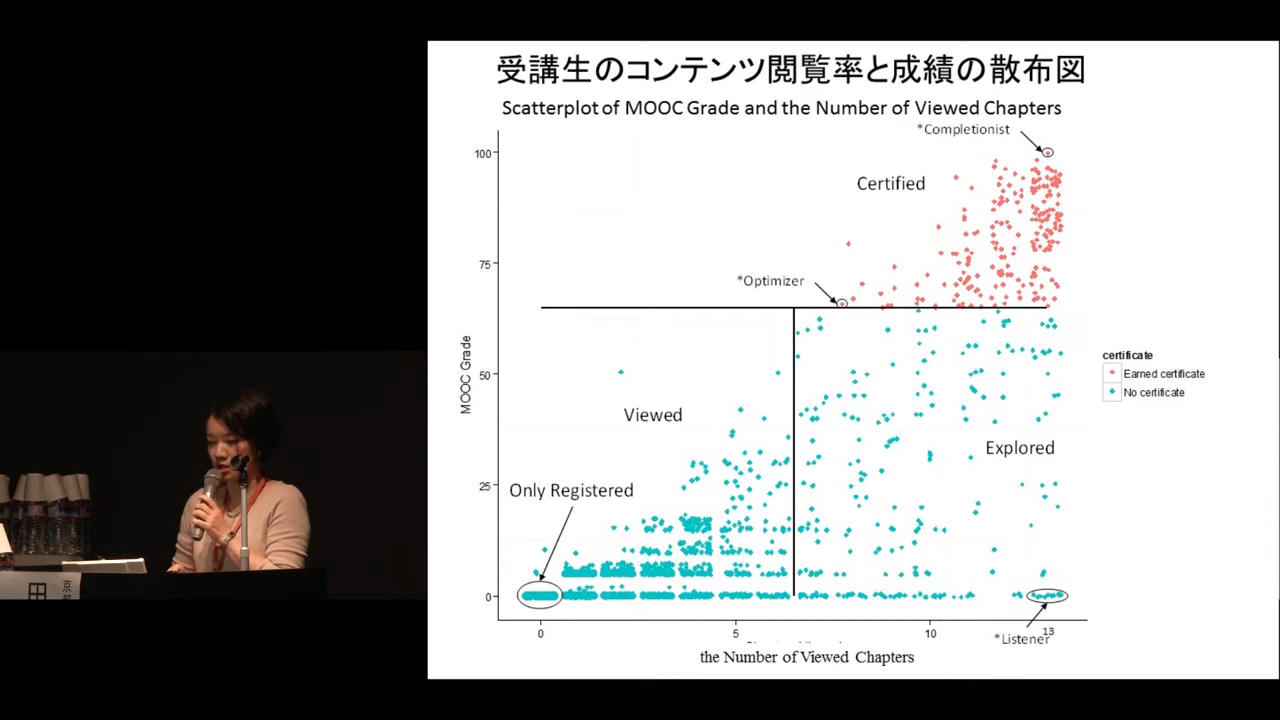 受講生のコンテンツ閲覧率と成績の散布図
Scatterplot of MOOC Grade and the Number of Viewed Chapters
*Completionist
100
Certified
75
*Optimizer
MOOC Grade
certificate
Earned certificate
No certificate
50
Viewed
Explored
25
Only Registered
0
0
5
10
13
*Listener
the Number of Viewed Chapters
田